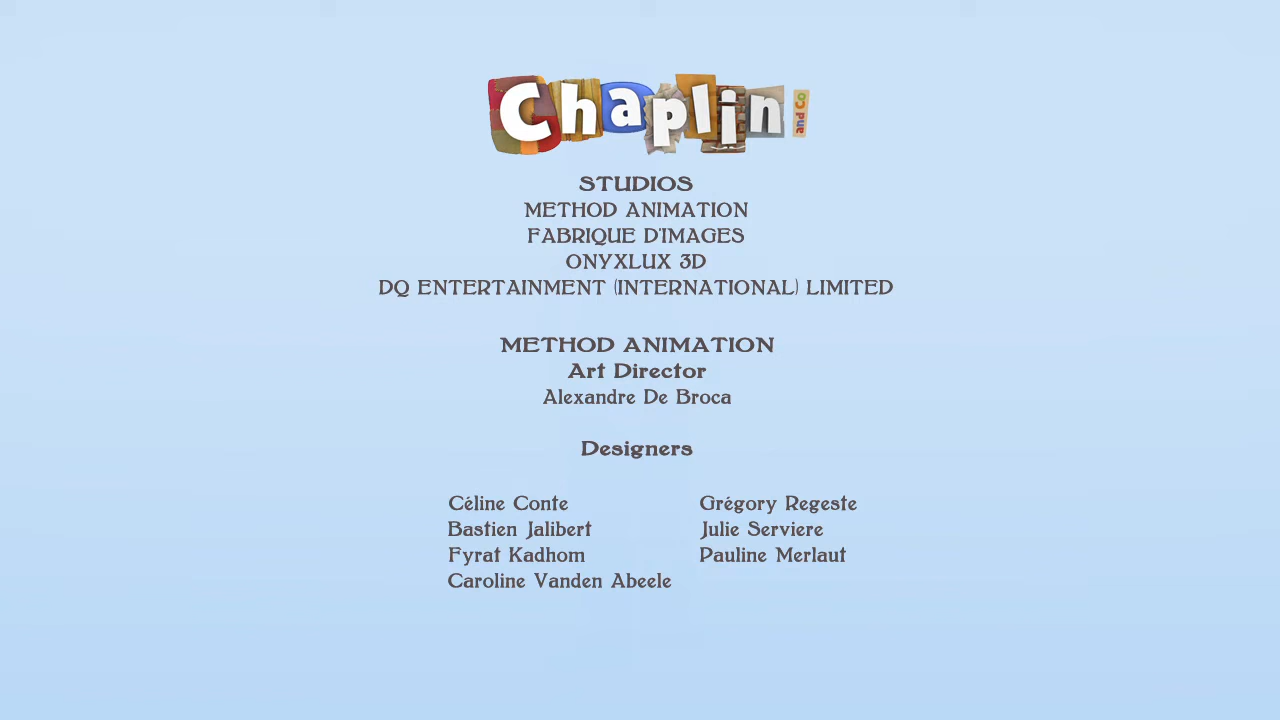 Chaplin and Co
STUDIOS
METHOD ANIMATION
FABRIQUE D'IMAGES
ONYXLUX 3D
DQ ENTERTAINMENT (INTERNATIONAL) LIMITED
METHOD ANIMATION
Art Director
Alexandre De Broca
Designers
Céline Conte
Bastien Jalibert
Fyrat Kadhom
Caroline Vanden Abeele
Grégory Regeste
Julie Serviere
Pauline Merlaut